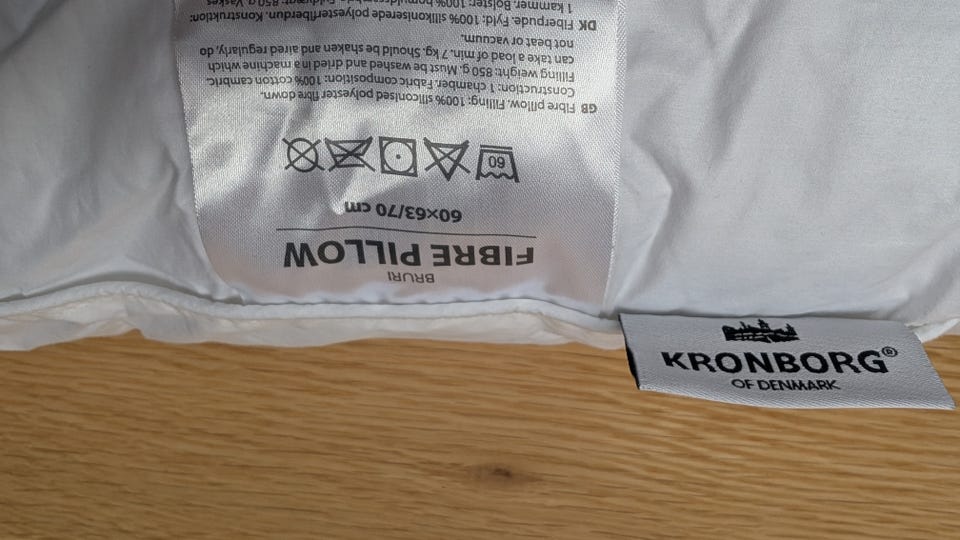 BRURI
FIBRE PILLOW
60×63/70 cm
60
GB Fibre pillow. Filling: 100% siliconised polyester fibre down.
Construction: 1 chamber. Fabric composition: 100% cotton cambric.
Filling weight: 850 g. Must be washed and dried in a machine which
can take a load of min. 7 kg. Should be shaken and aired regularly, do
not beat or vacuum.
DK Fiberpude. Fyld: 100% silikoniserede polyesterfiberdun. Konstruktion:
1 kammer. Bolster: 100% 850 g. Vaskes
KRONBORG®
OF DENMARK